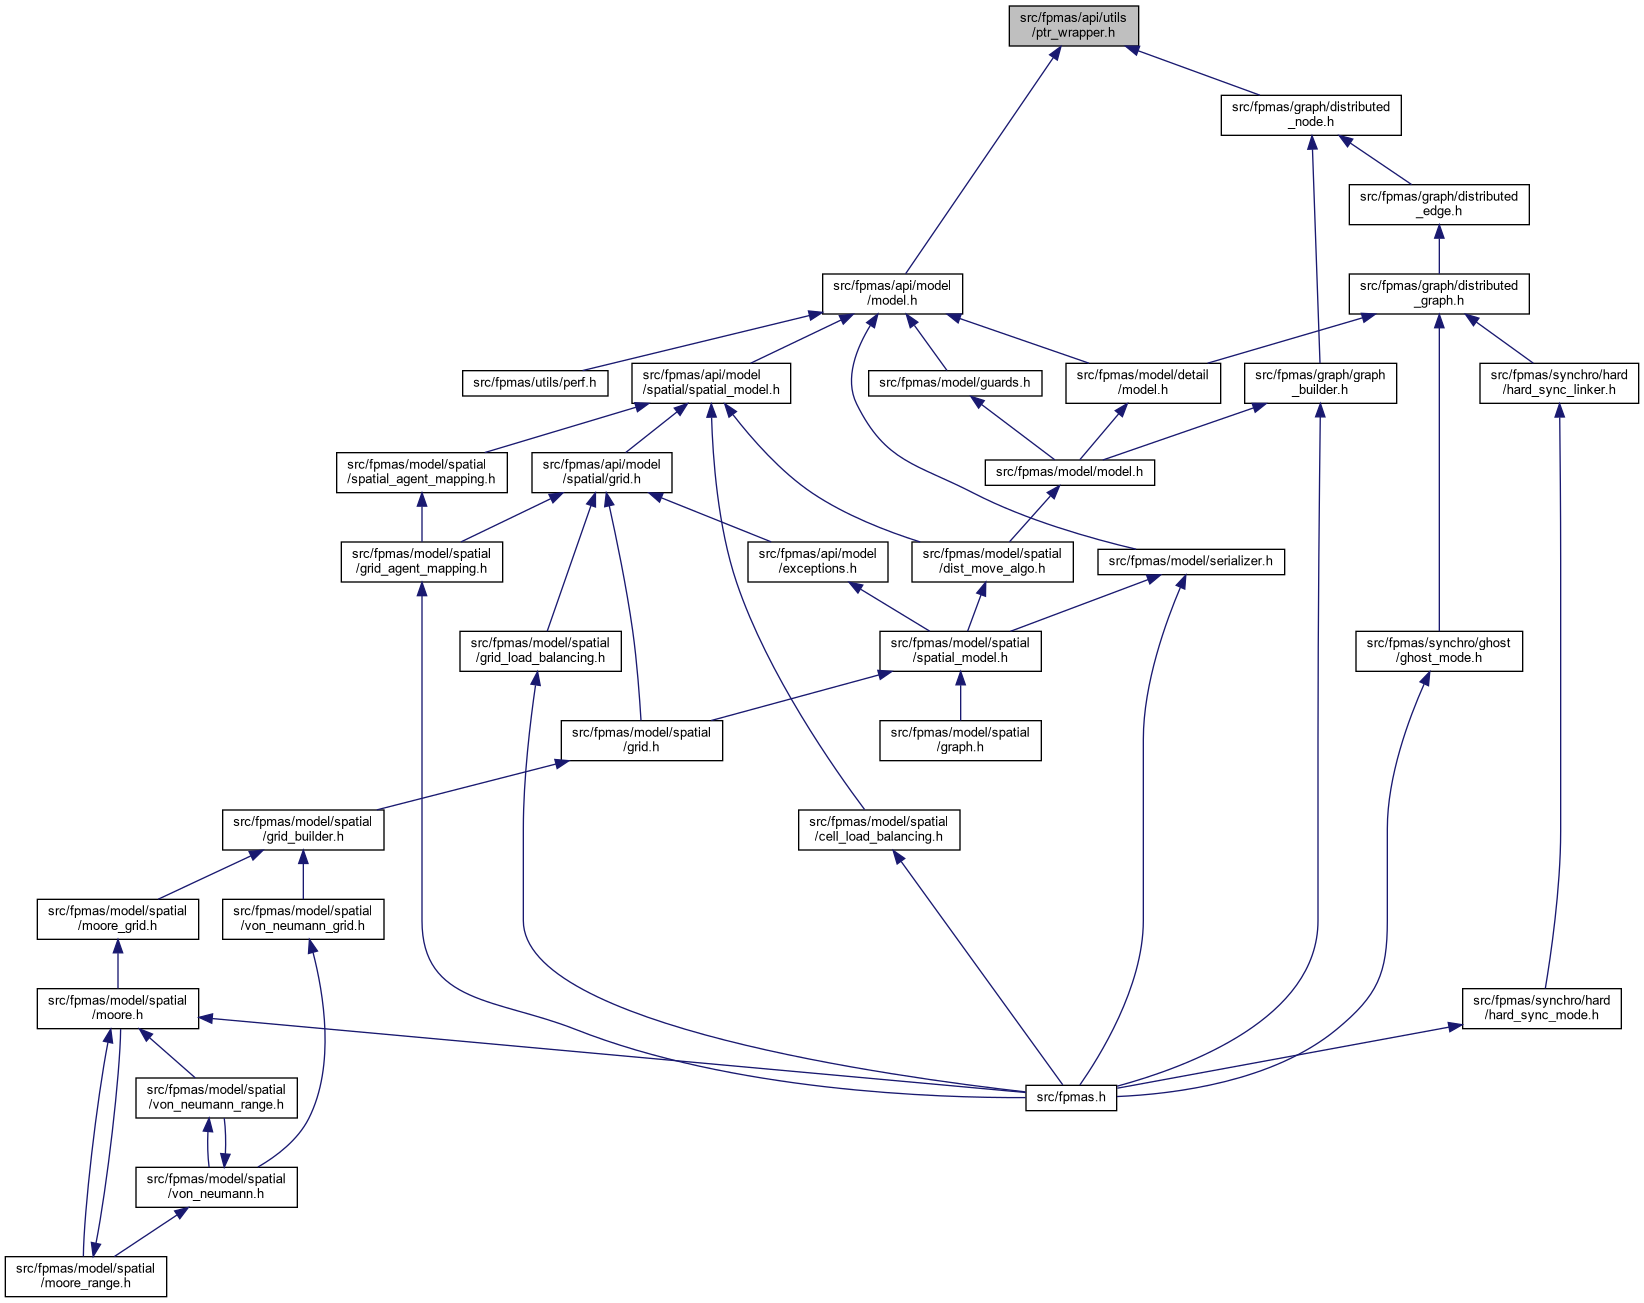 src/fpmas/api/utils
/ptr_wrapper.h
src/fpmas/graph/distributed
_node.h
src/fpmas/graph/distributed
_edge.h
src/fpmas/api/model
/model.h
src/fpmas/graph/distributed
_graph.h
src/fpmas/utils/perf.h
src/fpmas/api/model
/spatial/spatial_model.h
src/fpmas/model/guards.h
src/fpmas/model/detail
/model.h
src/fpmas/graph/graph
_builder.h
src/fpmas/synchro/hard
/hard_sync_linker.h
src/fpmas/model/spatial
/spatial_agent_mapping.h
src/fpmas/api/model
/spatial/grid.h
src/fpmas/model/model.h
src/fpmas/model/spatial
/grid_agent_mapping.h
src/fpmas/api/model
/exceptions.h
src/fpmas/model/spatial
/dist_move_algo.h
src/fpmas/model/serializer.h
src/fpmas/model/spatial
/grid_load_balancing.h
src/fpmas/model/spatial
/spatial_model.h
src/fpmas/synchro/ghost
/ghost_mode.h
src/fpmas/model/spatial
/grid.h
src/fpmas/model/spatial
/graph.h
src/fpmas/model/spatial
/grid_builder.h
src/fpmas/model/spatial
/cell_load_balancing.h
src/fpmas/model/spatial
/moore_grid.h
src/fpmas/model/spatial
/von_neumann_grid.h
src/fpmas/model/spatial
/moore.h
src/fpmas/synchro/hard
/hard_sync_mode.h
src/fpmas/model/spatial
/von_neumann_range.h
src/fpmas.h
src/fpmas/model/spatial
/von_neumann.h
src/fpmas/model/spatial
/moore_range.h